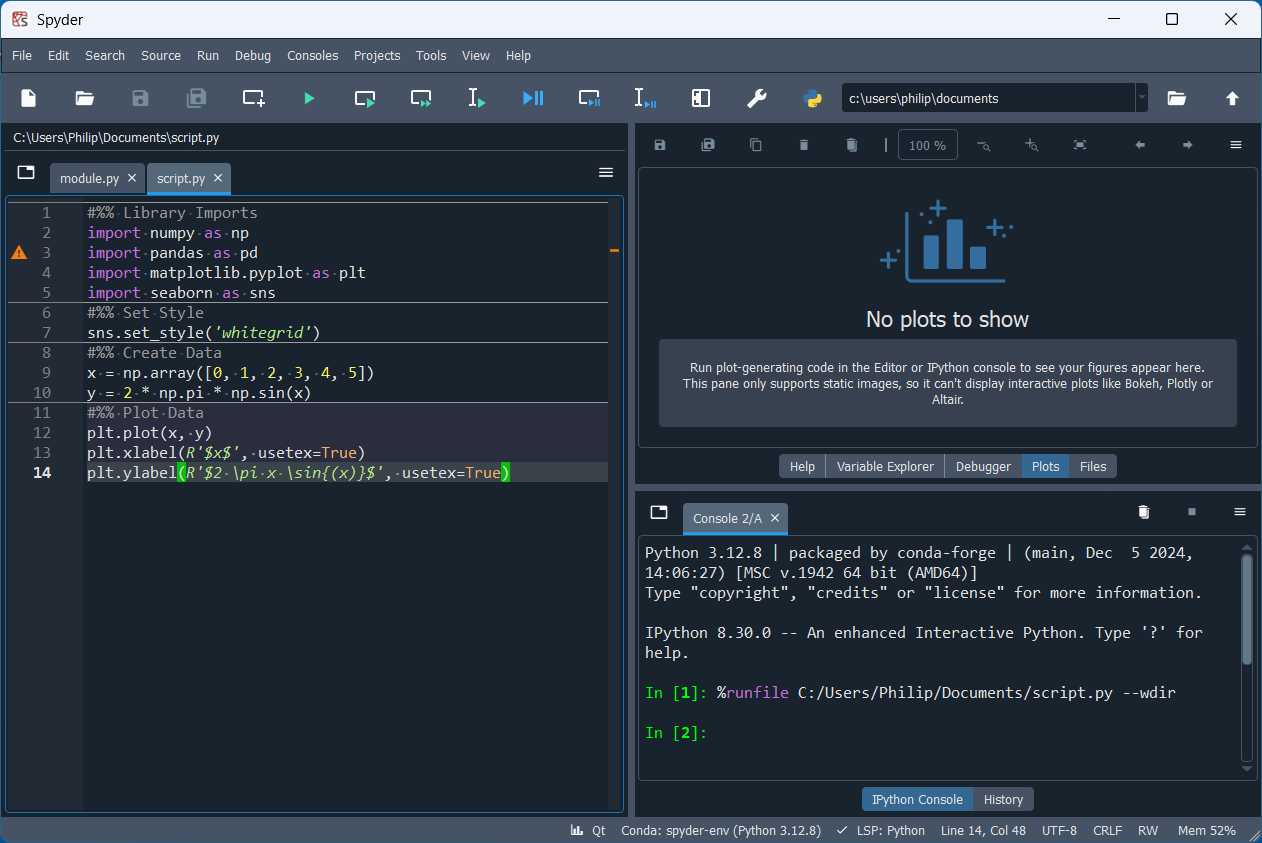 Spyder
File Edit Search Source Run Debug Consoles Projects Tools View Help
c:\users\philip\documents
C:\Users\Philip\Documents\script.py
module.py
script.py
1 #%% Library Imports
2 import numpy as np
3 import pandas as pd
4 import matplotlib.pyplot as plt
5 import seaborn as sns
6 #%% Set Style
7 sns.set_style('whitegrid')
8 #%% Create Data
9 x = np.array([0, 1, 2, 3, 4, 5])
10 y = 2 * np.pi * np.sin(x)
11 #%% Plot Data
12 plt.plot(x, y)
13 plt.xlabel(R'$x$', usetex=True)
14 plt.ylabel(R'$2 \pi x \sin{(x)}$', usetex=True)
100 %
No plots to show
Run plot-generating code in the Editor or IPython console to see your figures appear here.
This pane only supports static images, so it can't display interactive plots like Bokeh, Plotly or
Altair.
Help Variable Explorer Debugger Plots Files
Console 2/A
Python 3.12.8 | packaged by conda-forge | (main, Dec  5 2024,
14:06:27) [MSC v.1942 64 bit (AMD64)]
Type "copyright", "credits" or "license" for more information.
IPython 8.30.0 -- An enhanced Interactive Python. Type '?' for
help.
In [1]: %runfile C:/Users/Philip/Documents/script.py --wdir
In [2]:
IPython Console History
Qt Conda: spyder-env (Python 3.12.8) ✓ LSP: Python Line 14, Col 48 UTF-8 CRLF RW Mem 52%